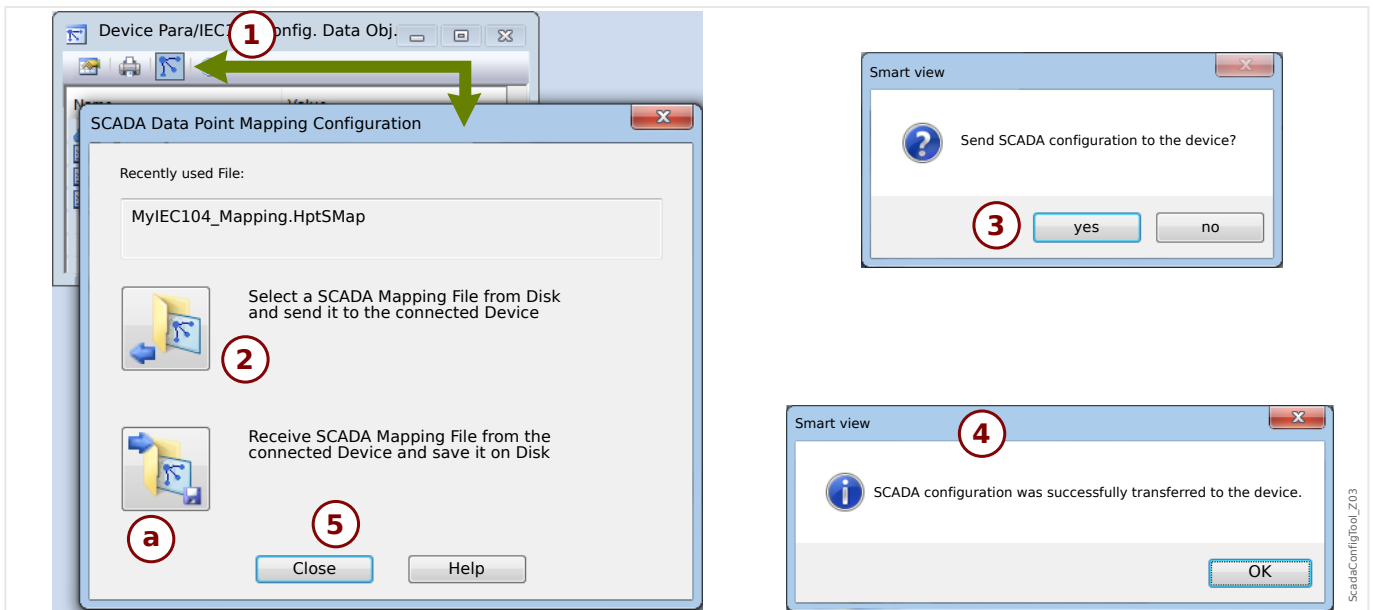 Device Para/IEC
onfig. Data Obj.
1
SCADA Data Point Mapping Configuration
Recently used File:
MyIEC104_Mapping.HptSMap
Select a SCADA Mapping File from Disk
and send it to the connected Device
2
Receive SCADA Mapping File from the
connected Device and save it on Disk
a
5
Close
Help
Smart view
Send SCADA configuration to the device?
3
yes
no
Smart view
4
SCADA configuration was successfully transferred to the device.
OK
ScadaConfigTool_Z03